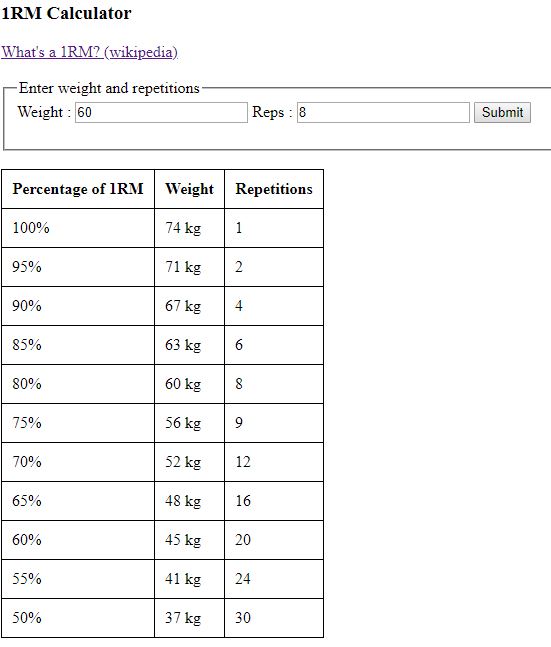 1RM Calculator
What's a 1RM? (wikipedia)
Enter weight and repetitions
Weight : 60 Reps : 8 Submit
Percentage of 1RM Weight Repetitions
100% 74 kg 1
95% 71 kg 2
90% 67 kg 4
85% 63 kg 6
80% 60 kg 8
75% 56 kg 9
70% 52 kg 12
65% 48 kg 16
60% 45 kg 20
55% 41 kg 24
50% 37 kg 30